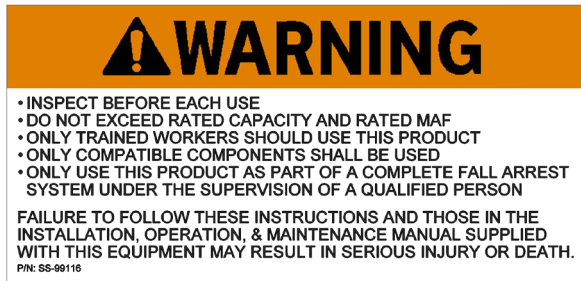 WARNING
• INSPECT BEFORE EACH USE
• DO NOT EXCEED RATED CAPACITY AND RATED MAF
• ONLY TRAINED WORKERS SHOULD USE THIS PRODUCT
• ONLY COMPATIBLE COMPONENTS SHALL BE USED
• ONLY USE THIS PRODUCT AS PART OF A COMPLETE FALL ARREST
SYSTEM UNDER THE SUPERVISION OF A QUALIFIED PERSON
FAILURE TO FOLLOW THESE INSTRUCTIONS AND THOSE IN THE
INSTALLATION, OPERATION, & MAINTENANCE MANUAL SUPPLIED
WITH THIS EQUIPMENT MAY RESULT IN SERIOUS INJURY OR DEATH.
P/N: SS-99116